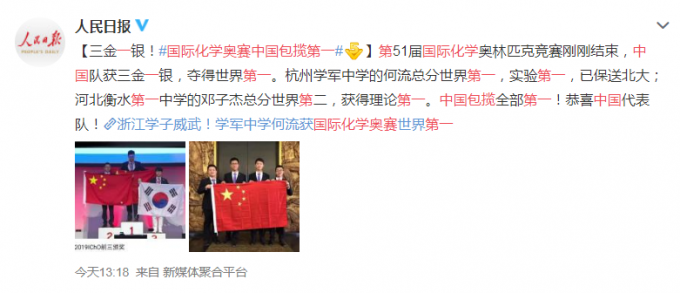 人民日报
人民日报
PEOPLE'S DAILY
【三金一银！#国际化学奥赛中国包揽第一#】第51届国际化学奥林匹克竞赛刚刚结束，中
国队获三金一银，夺得世界第一。杭州学军中学的何流总分世界第一，实验第一，已保送北大；
河北衡水第一中学的邓子杰总分世界第二，获得理论第一。中国包揽全部第一！恭喜中国代表
队！浙江学子威武！学军中学何流获国际化学奥赛世界第一
2 1 3
2019IChO前三颁奖
今天13:18 来自 新媒体聚合平台